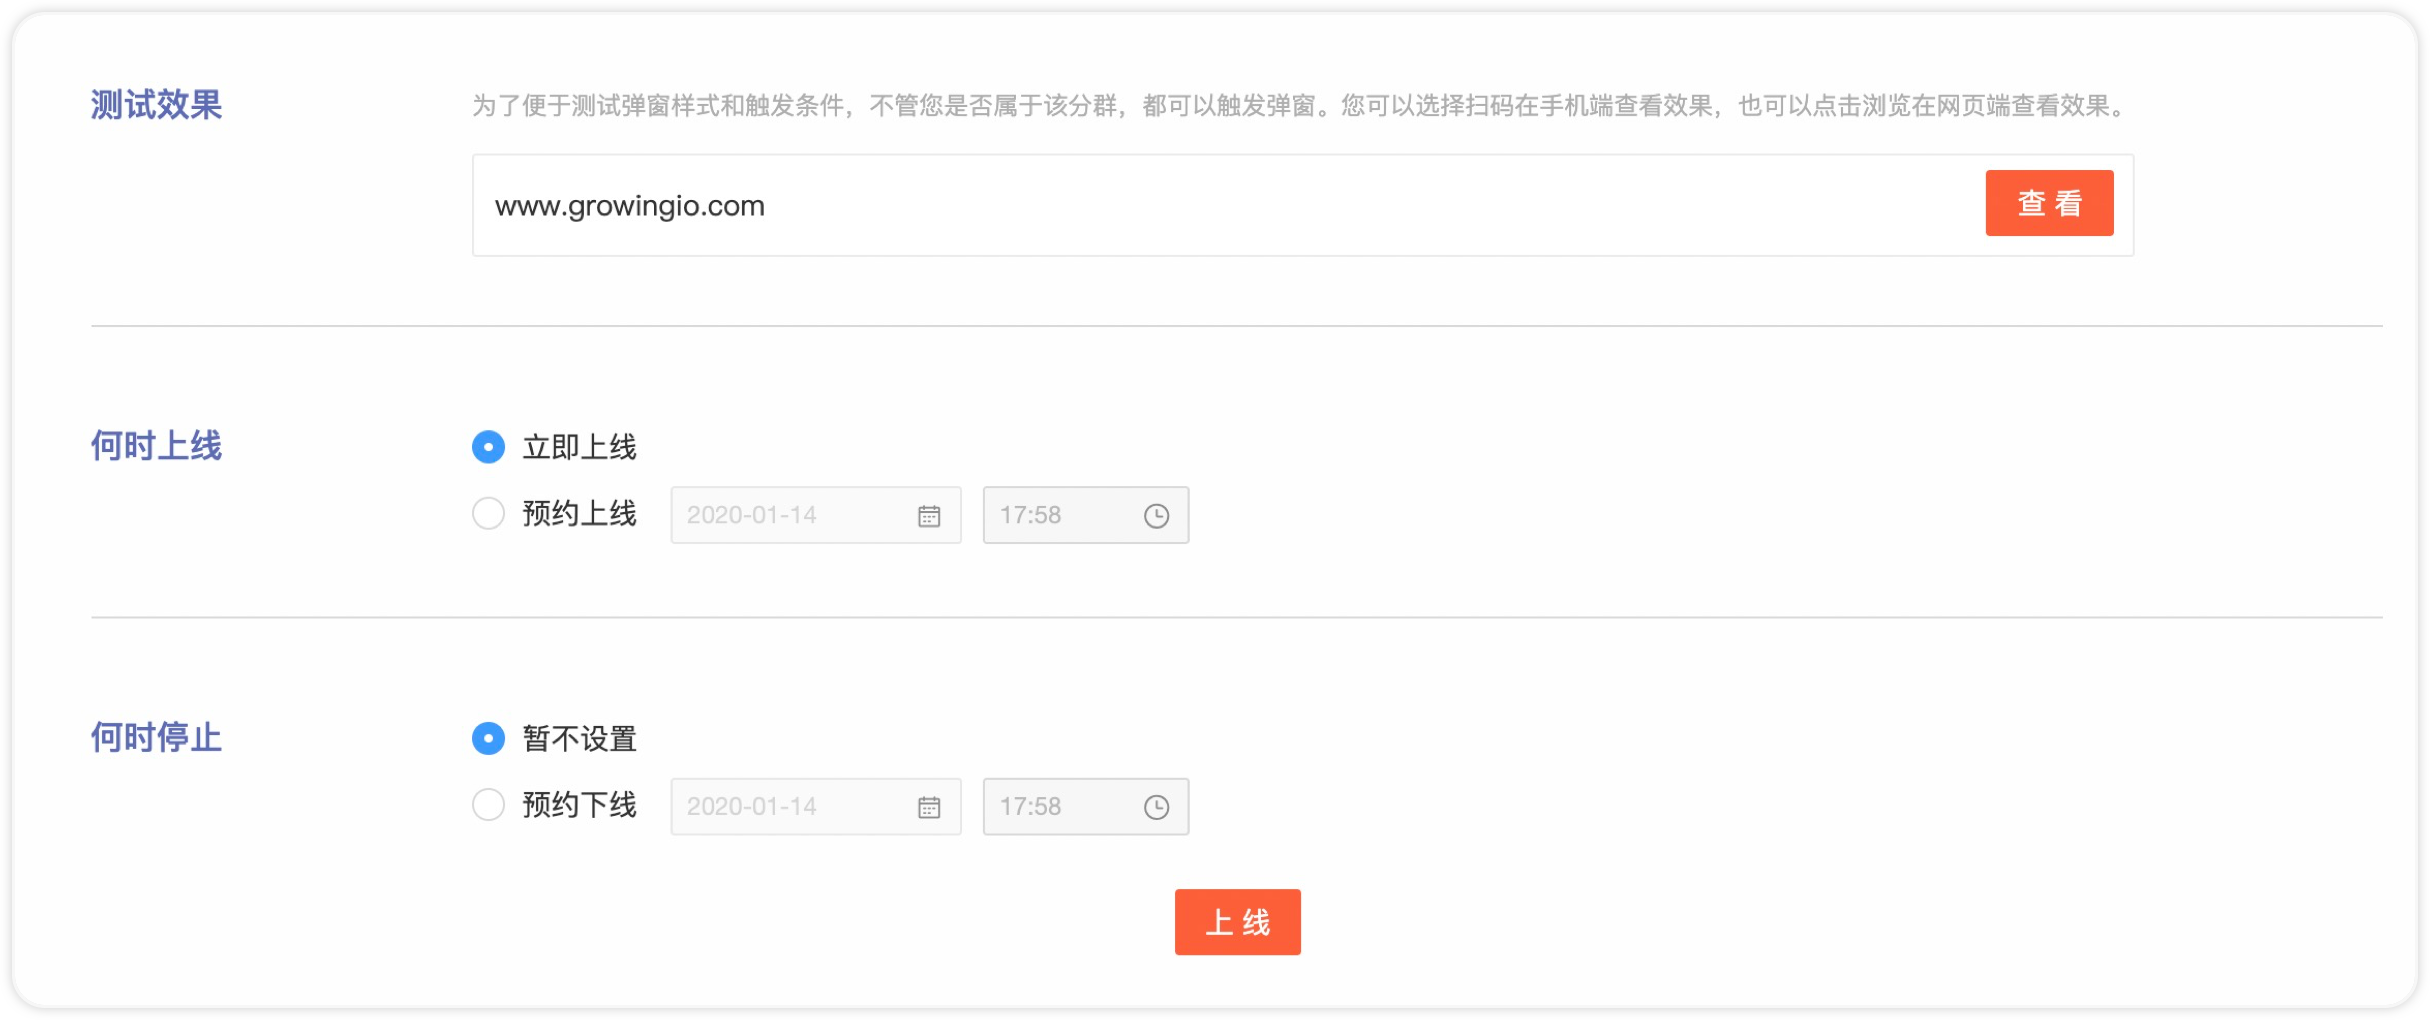 测试效果
为了便于测试弹窗样式和触发条件，不管您是否属于该分群，都可以触发弹窗。您可以选择扫码在手机端查看效果，也可以点击浏览在网页端查看效果。
www.growingio.com
查看
何时上线
立即上线
预约上线 2020-01-14 17:58
何时停止
暂不设置
预约下线 2020-01-14 17:58
上线